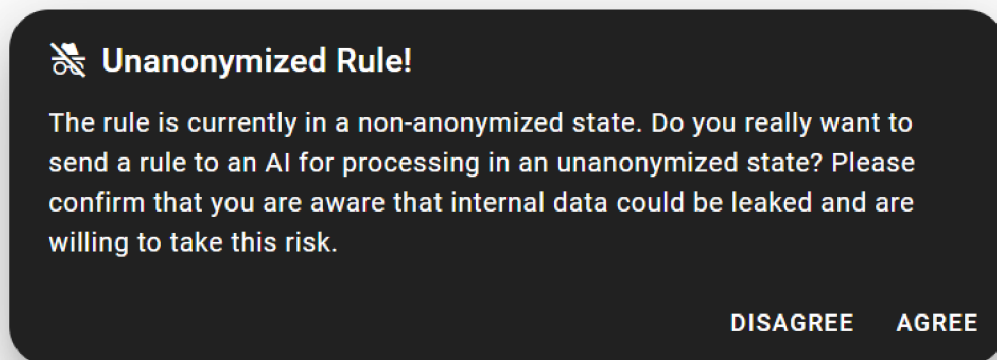 Unanonymized Rule!
The rule is currently in a non-anonymized state. Do you really want to
send a rule to an AI for processing in an unanonymized state? Please
confirm that you are aware that internal data could be leaked and are
willing to take this risk.
DISAGREE AGREE